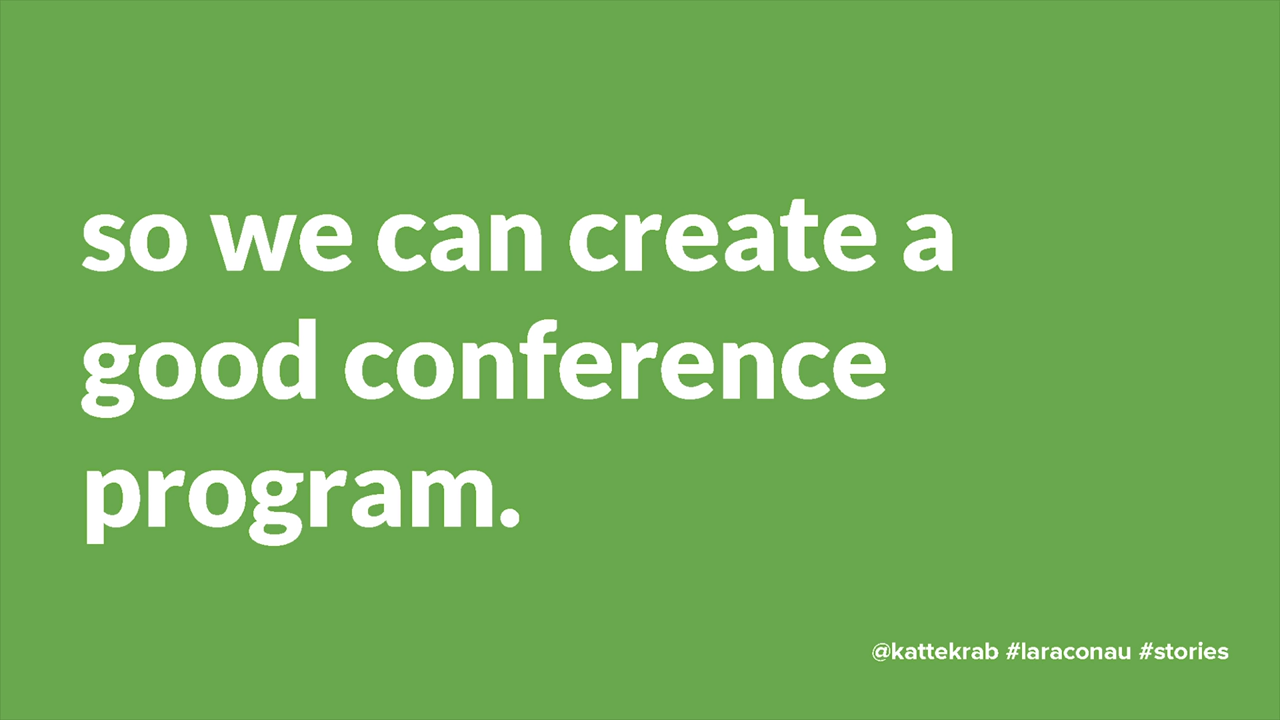 so we can create a
good conference
program.
@kattekrab #laraconau #stories